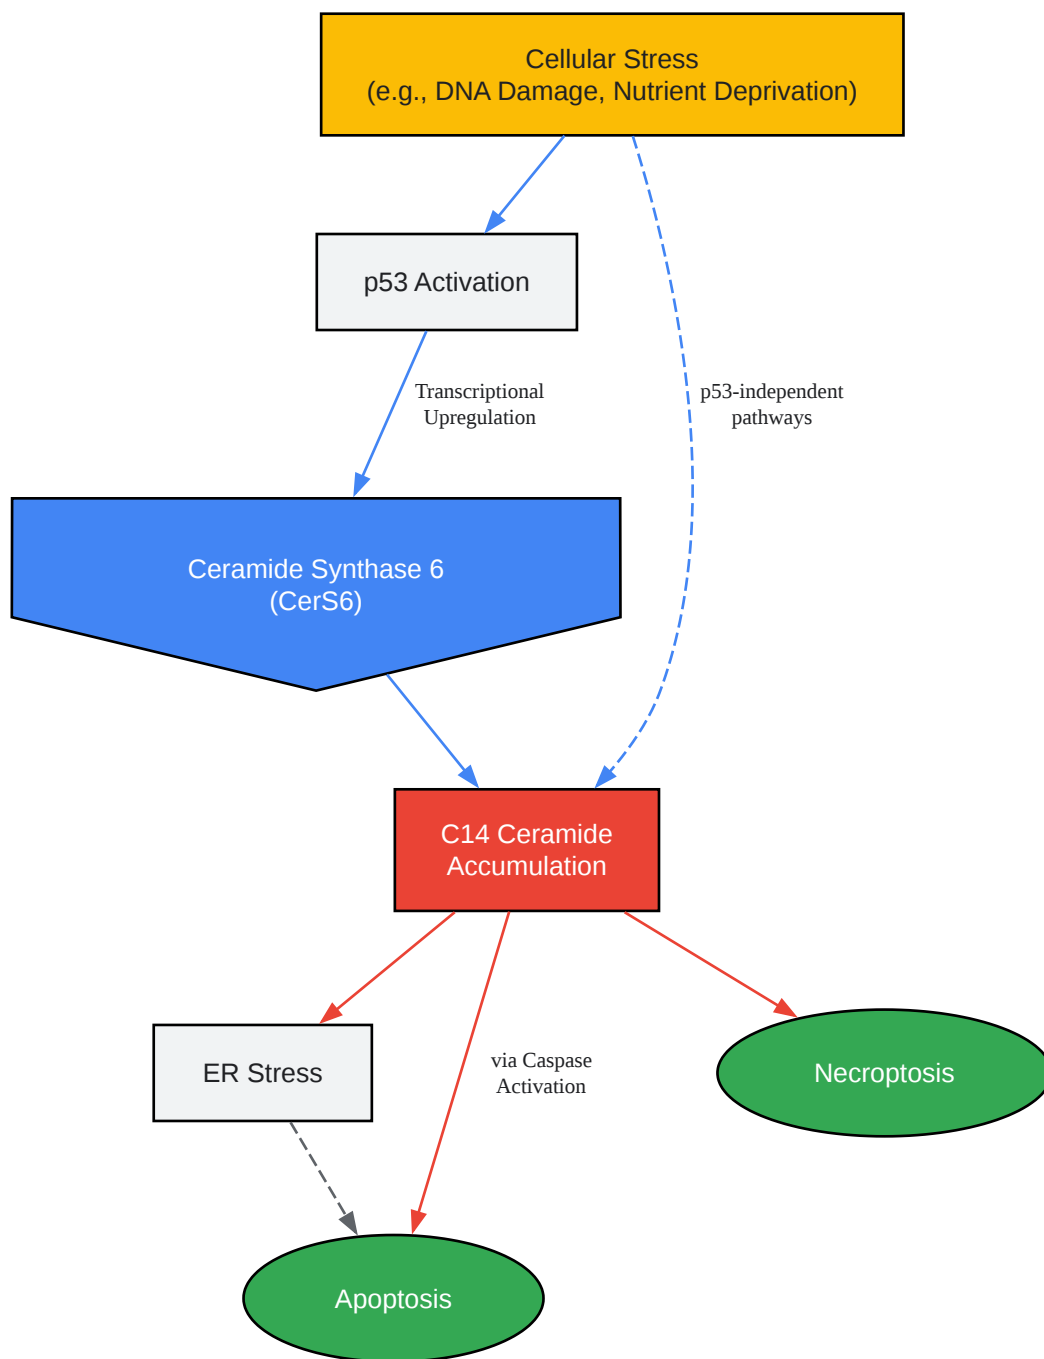 Cellular Stress
(e.g., DNA Damage, Nutrient Deprivation)
p53 Activation
Transcriptional
Upregulation
p53-independent
pathways
Ceramide Synthase 6
(CerS6)
C14 Ceramide
Accumulation
ER Stress
via Caspase
Activation
Necroptosis
Apoptosis